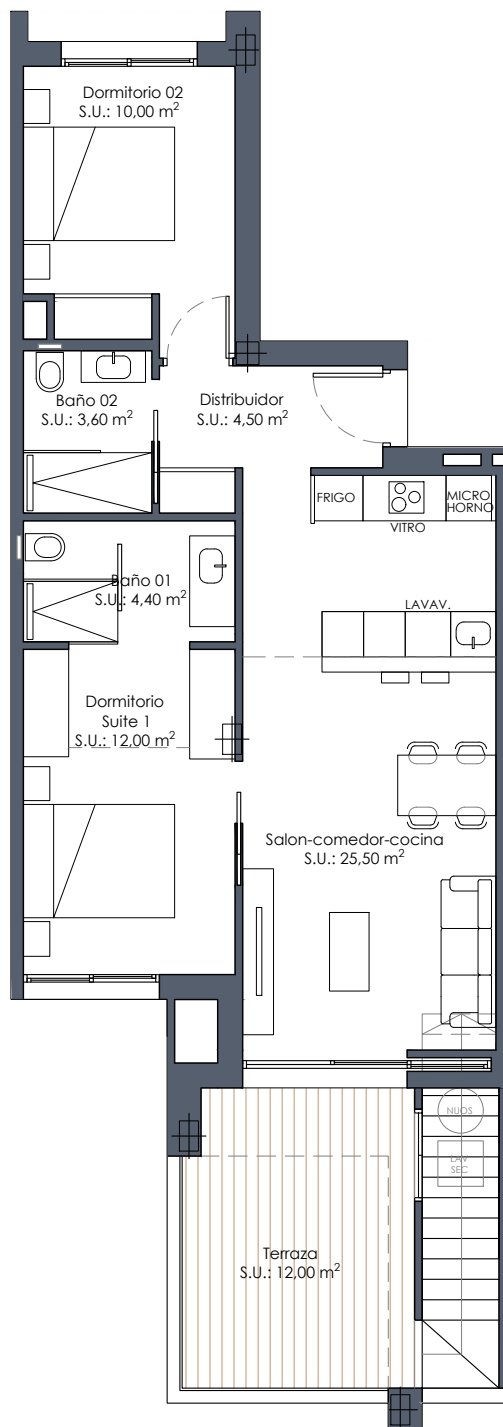 Dormitorio 02
S.U.: 10,00 m²
Baño 02
S.U.: 3,60 m²
Distribuidor
S.U.: 4,50 m²
FRIGO
VITRO
MICRO
HORNO
Baño 01
S.U.: 4,40 m²
LAVAV.
Dormitorio
Suite 1
S.U.: 12,00 m²
Salon-comedor-cocina
S.U.: 25,50 m²
NUOS
LAV
SEC
Terraza
S.U.: 12,00 m²